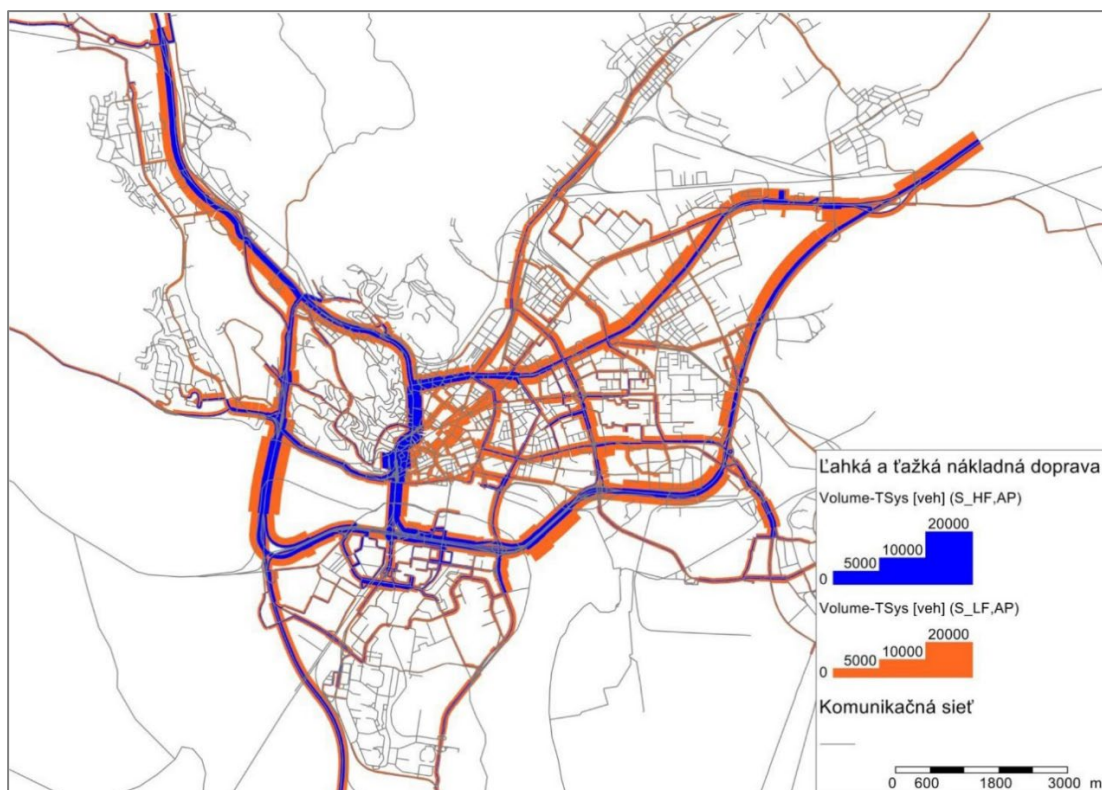 Ľahká a ťažká nákladná doprava
Volume-TSys [veh] (S_HF,AP)
0 5000 10000 20000
Volume-TSys [veh] (S_LF,AP)
0 5000 10000 20000
Komunikačná sieť
0 600 1800 3000 m